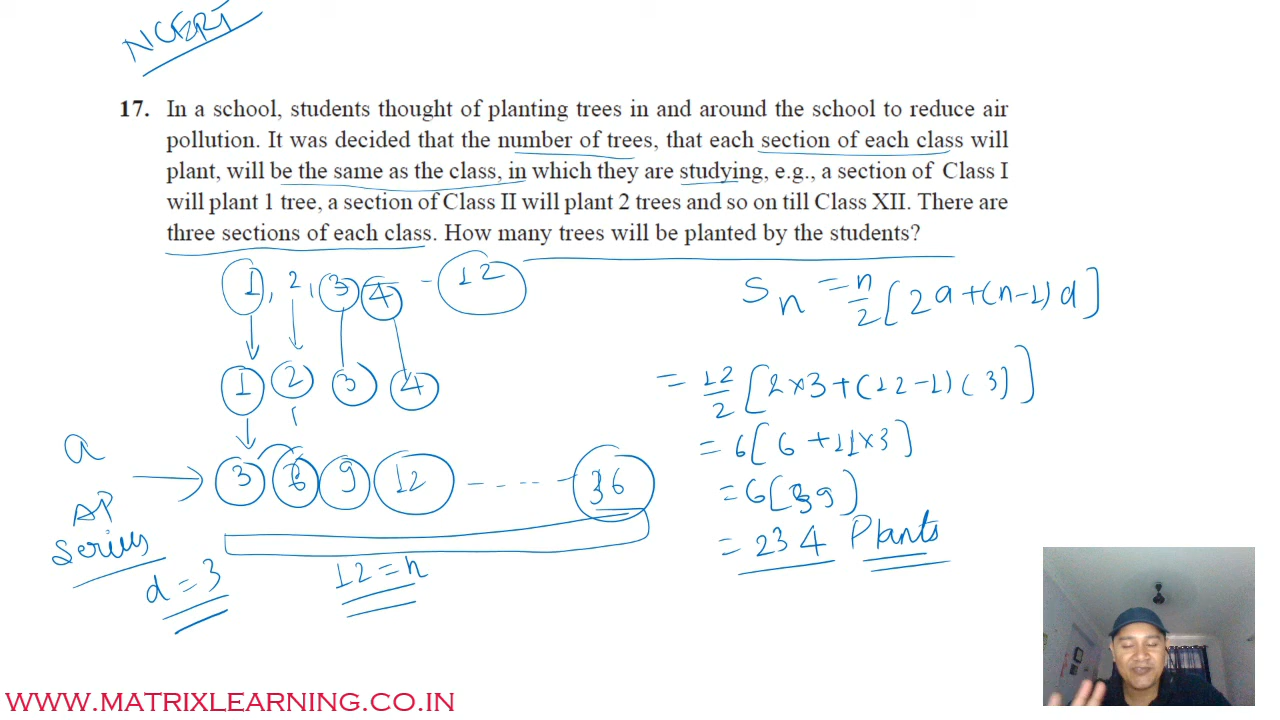 NCERT
17. In a school, students thought of planting trees in and around the school to reduce air
pollution. It was decided that the number of trees, that each section of each class will
plant, will be the same as the class, in which they are studying, e.g., a section of Class I
will plant 1 tree, a section of Class II will plant 2 trees and so on till Class XII. There are
three sections of each class. How many trees will be planted by the students?
1, 2, 3 4 - 12
1 2 3 4
a
3 6 9 12 ------ 36
AP
Series
d = 3
12 = n
Sn = n/2 [2a + (n-1) d]
= 12/2 [2×3 + (12-1) (3)]
= 6[6 + 11×3]
= 6[39)
= 234 Plants
WWW.MATRIXLEARNING.CO.IN